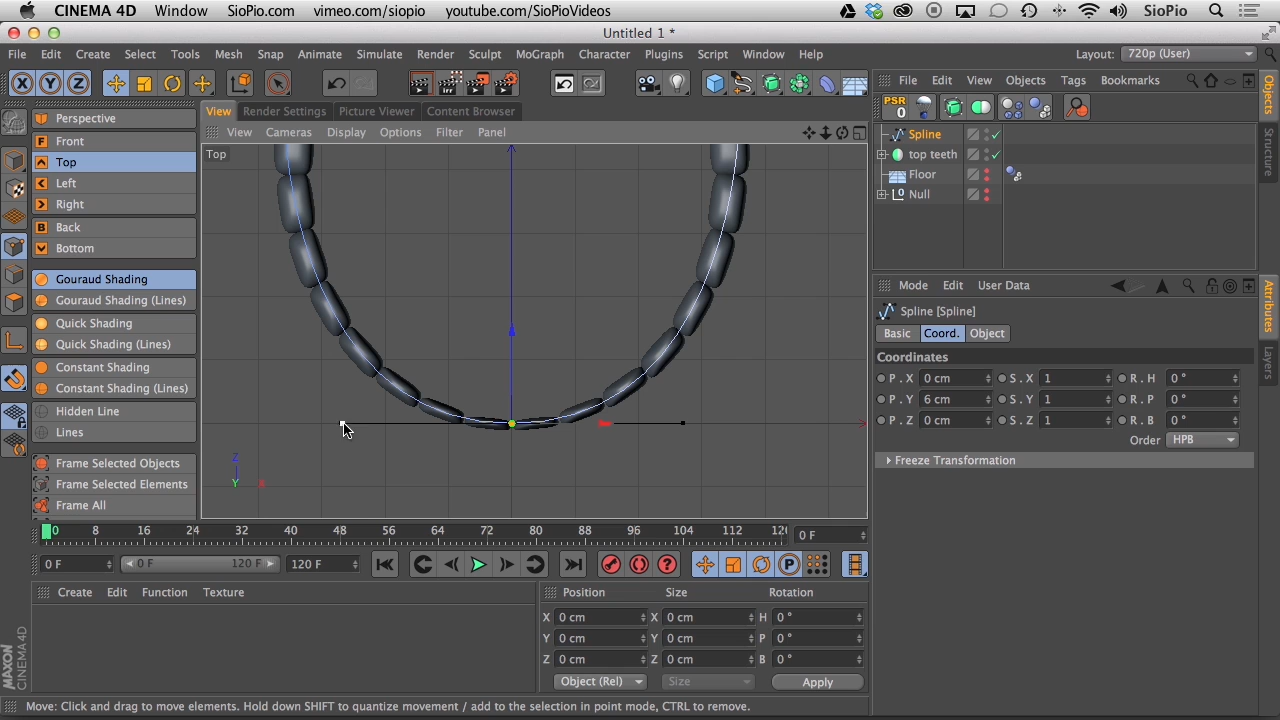 CINEMA 4D Window SioPio.com vimeo.com/siopio youtube.com/SioPioVideos SioPio
Untitled 1 *
File Edit Create Select Tools Mesh Snap Animate Simulate Render Sculpt MoGraph Character Plugins Script Window Help Layout: 720p (User)
X Y Z
File Edit View Objects Tags Bookmarks
View Render Settings Picture Viewer Content Browser
PSR
0
Perspective
View Cameras Display Options Filter Panel
F Front
Top
Top
Left
Right
B Back
Bottom
Spline
top teeth
Floor
Null
Objects
Structure
Gouraud Shading
Gouraud Shading (Lines)
Quick Shading
Quick Shading (Lines)
Constant Shading
Constant Shading (Lines)
Hidden Line
Lines
Frame Selected Objects
Frame Selected Elements
Frame All
Z
Y X
Mode Edit User Data
Spline [Spline]
Basic Coord. Object
Coordinates
P . X 0 cm S . X 1 R . H 0 °
P . Y 6 cm S . Y 1 R . P 0 °
P . Z 0 cm S . Z 1 R . B 0 °
Order HPB
Freeze Transformation
Attributes
Layers
0 8 16 24 32 40 48 56 64 72 80 88 96 104 112 0 F
0 F 0 F 120 F 120 F P
Create Edit Function Texture
Position Size Rotation
X 0 cm X 0 cm H 0 °
Y 0 cm Y 0 cm P 0 °
Z 0 cm Z 0 cm B 0 °
Object (Rel) Size Apply
MAXON
CINEMA 4D
Move: Click and drag to move elements. Hold down SHIFT to quantize movement / add to the selection in point mode, CTRL to remove.